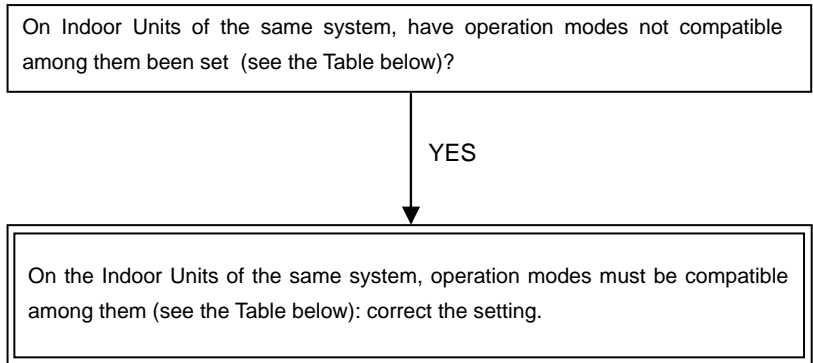 On Indoor Units of the same system, have operation modes not compatible
among them been set (see the Table below)?
YES
On the Indoor Units of the same system, operation modes must be compatible
among them (see the Table below): correct the setting.